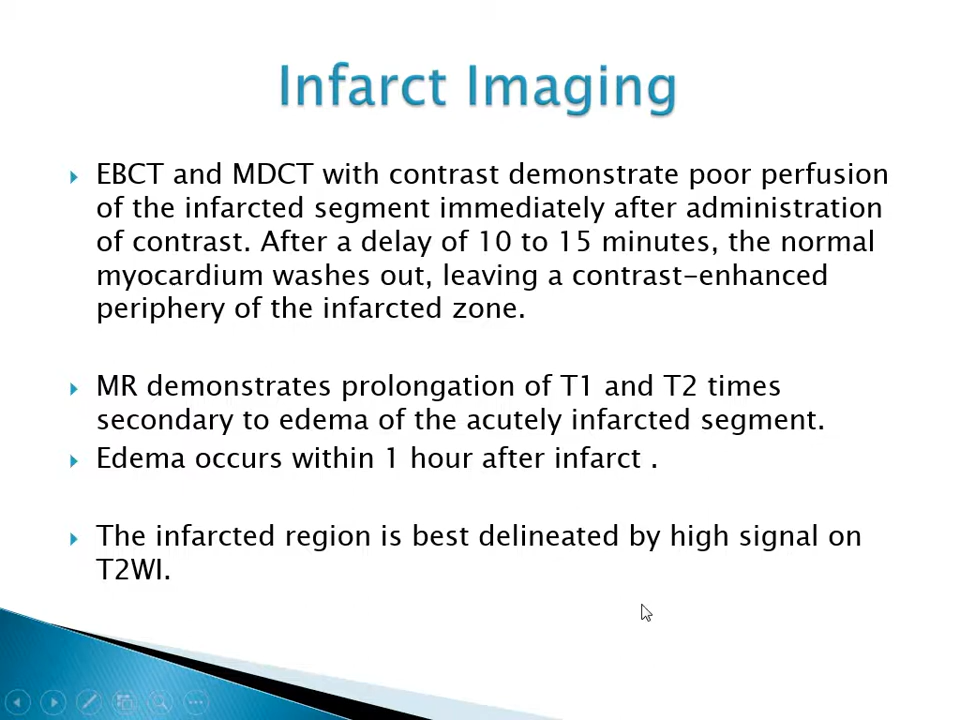 Infarct Imaging
EBCT and MDCT with contrast demonstrate poor perfusion
of the infarcted segment immediately after administration
of contrast. After a delay of 10 to 15 minutes, the normal
myocardium washes out, leaving a contrast-enhanced
periphery of the infarcted zone.
MR demonstrates prolongation of T1 and T2 times
secondary to edema of the acutely infarcted segment.
Edema occurs within 1 hour after infarct .
The infarcted region is best delineated by high signal on
T2WI.